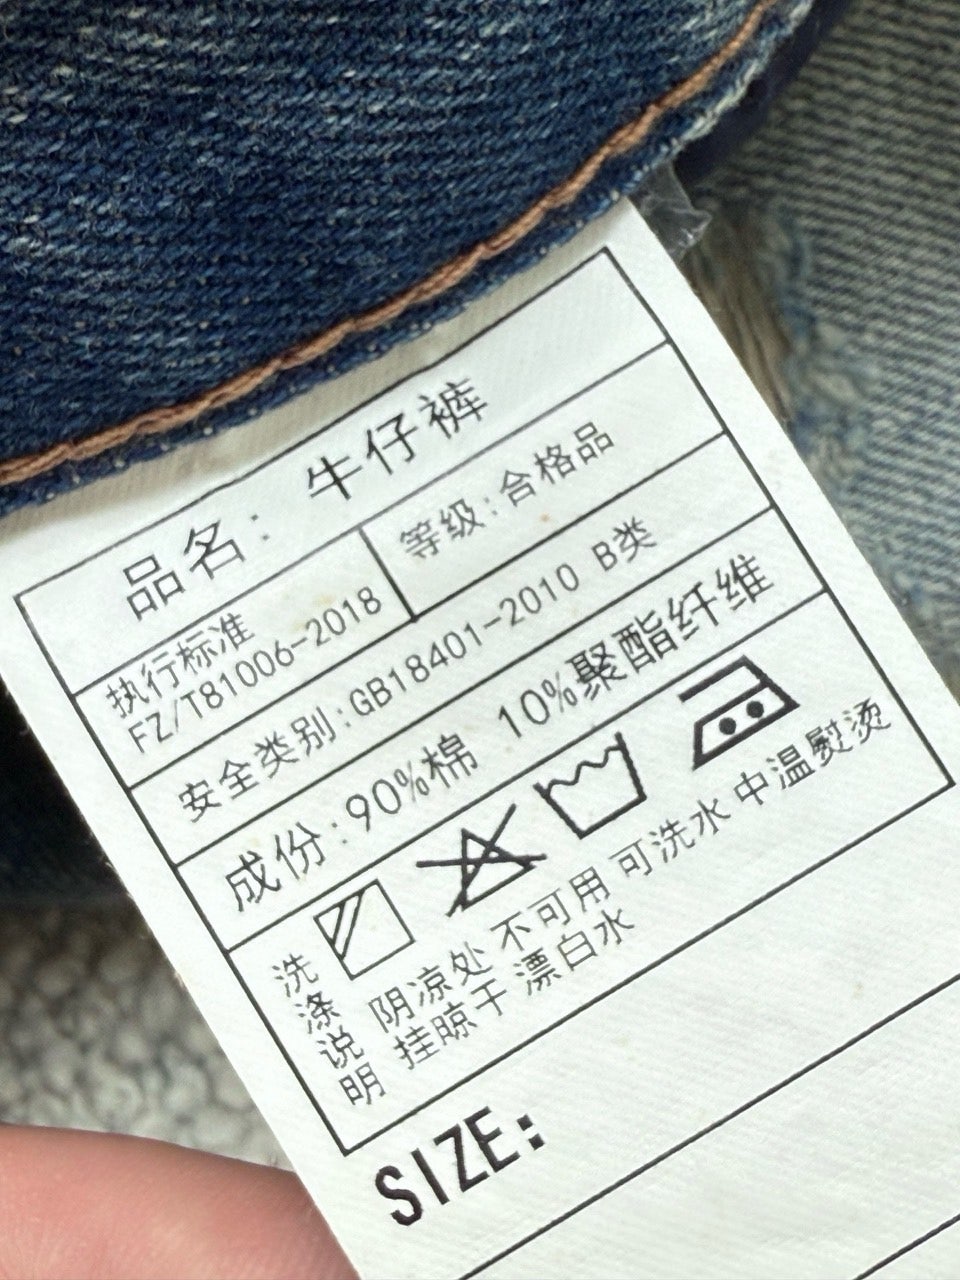 品名：牛仔裤
执行标准
FZ/T81006-2018
等级：合格品
安全类别：GB18401-2010 B类
成份：90%棉 10%聚酯纤维
洗涤说明
阴凉处挂晾干
不可用漂白水
可洗水
中温熨烫
SIZE: